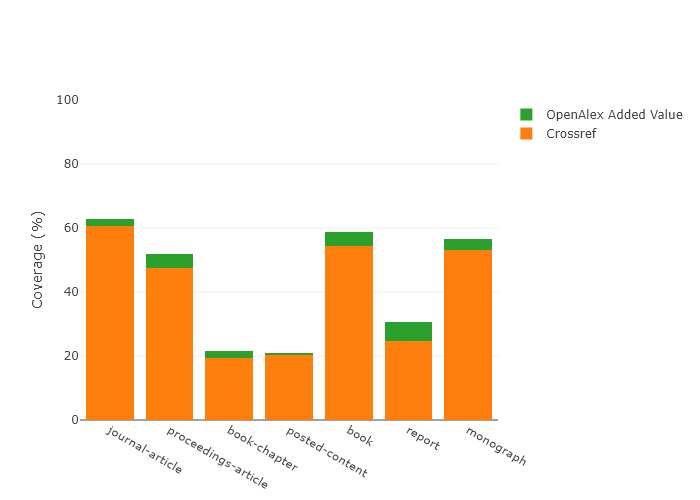 100
80
60
40
20
0
Coverage (%)
journal-article
proceedings-article
book-chapter
posted-content
book
report
monograph
OpenAlex Added Value
Crossref